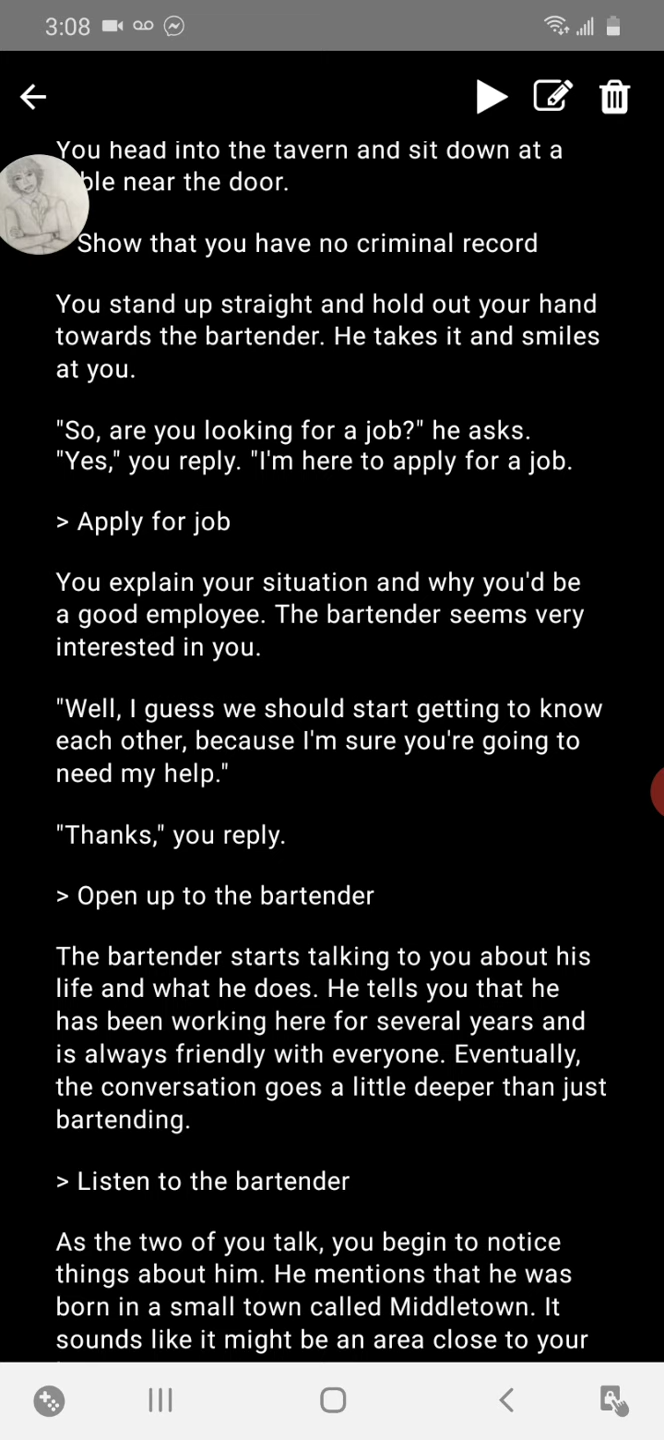 3:08
You head into the tavern and sit down at a
ble near the door.
Show that you have no criminal record
You stand up straight and hold out your hand
towards the bartender. He takes it and smiles
at you.
"So, are you looking for a job?" he asks.
"Yes," you reply. "I'm here to apply for a job.
> Apply for job
You explain your situation and why you'd be
a good employee. The bartender seems very
interested in you.
"Well, I guess we should start getting to know
each other, because I'm sure you're going to
need my help."
"Thanks," you reply.
> Open up to the bartender
The bartender starts talking to you about his
life and what he does. He tells you that he
has been working here for several years and
is always friendly with everyone. Eventually,
the conversation goes a little deeper than just
bartending.
> Listen to the bartender
As the two of you talk, you begin to notice
things about him. He mentions that he was
born in a small town called Middletown. It
sounds like it might be an area close to your